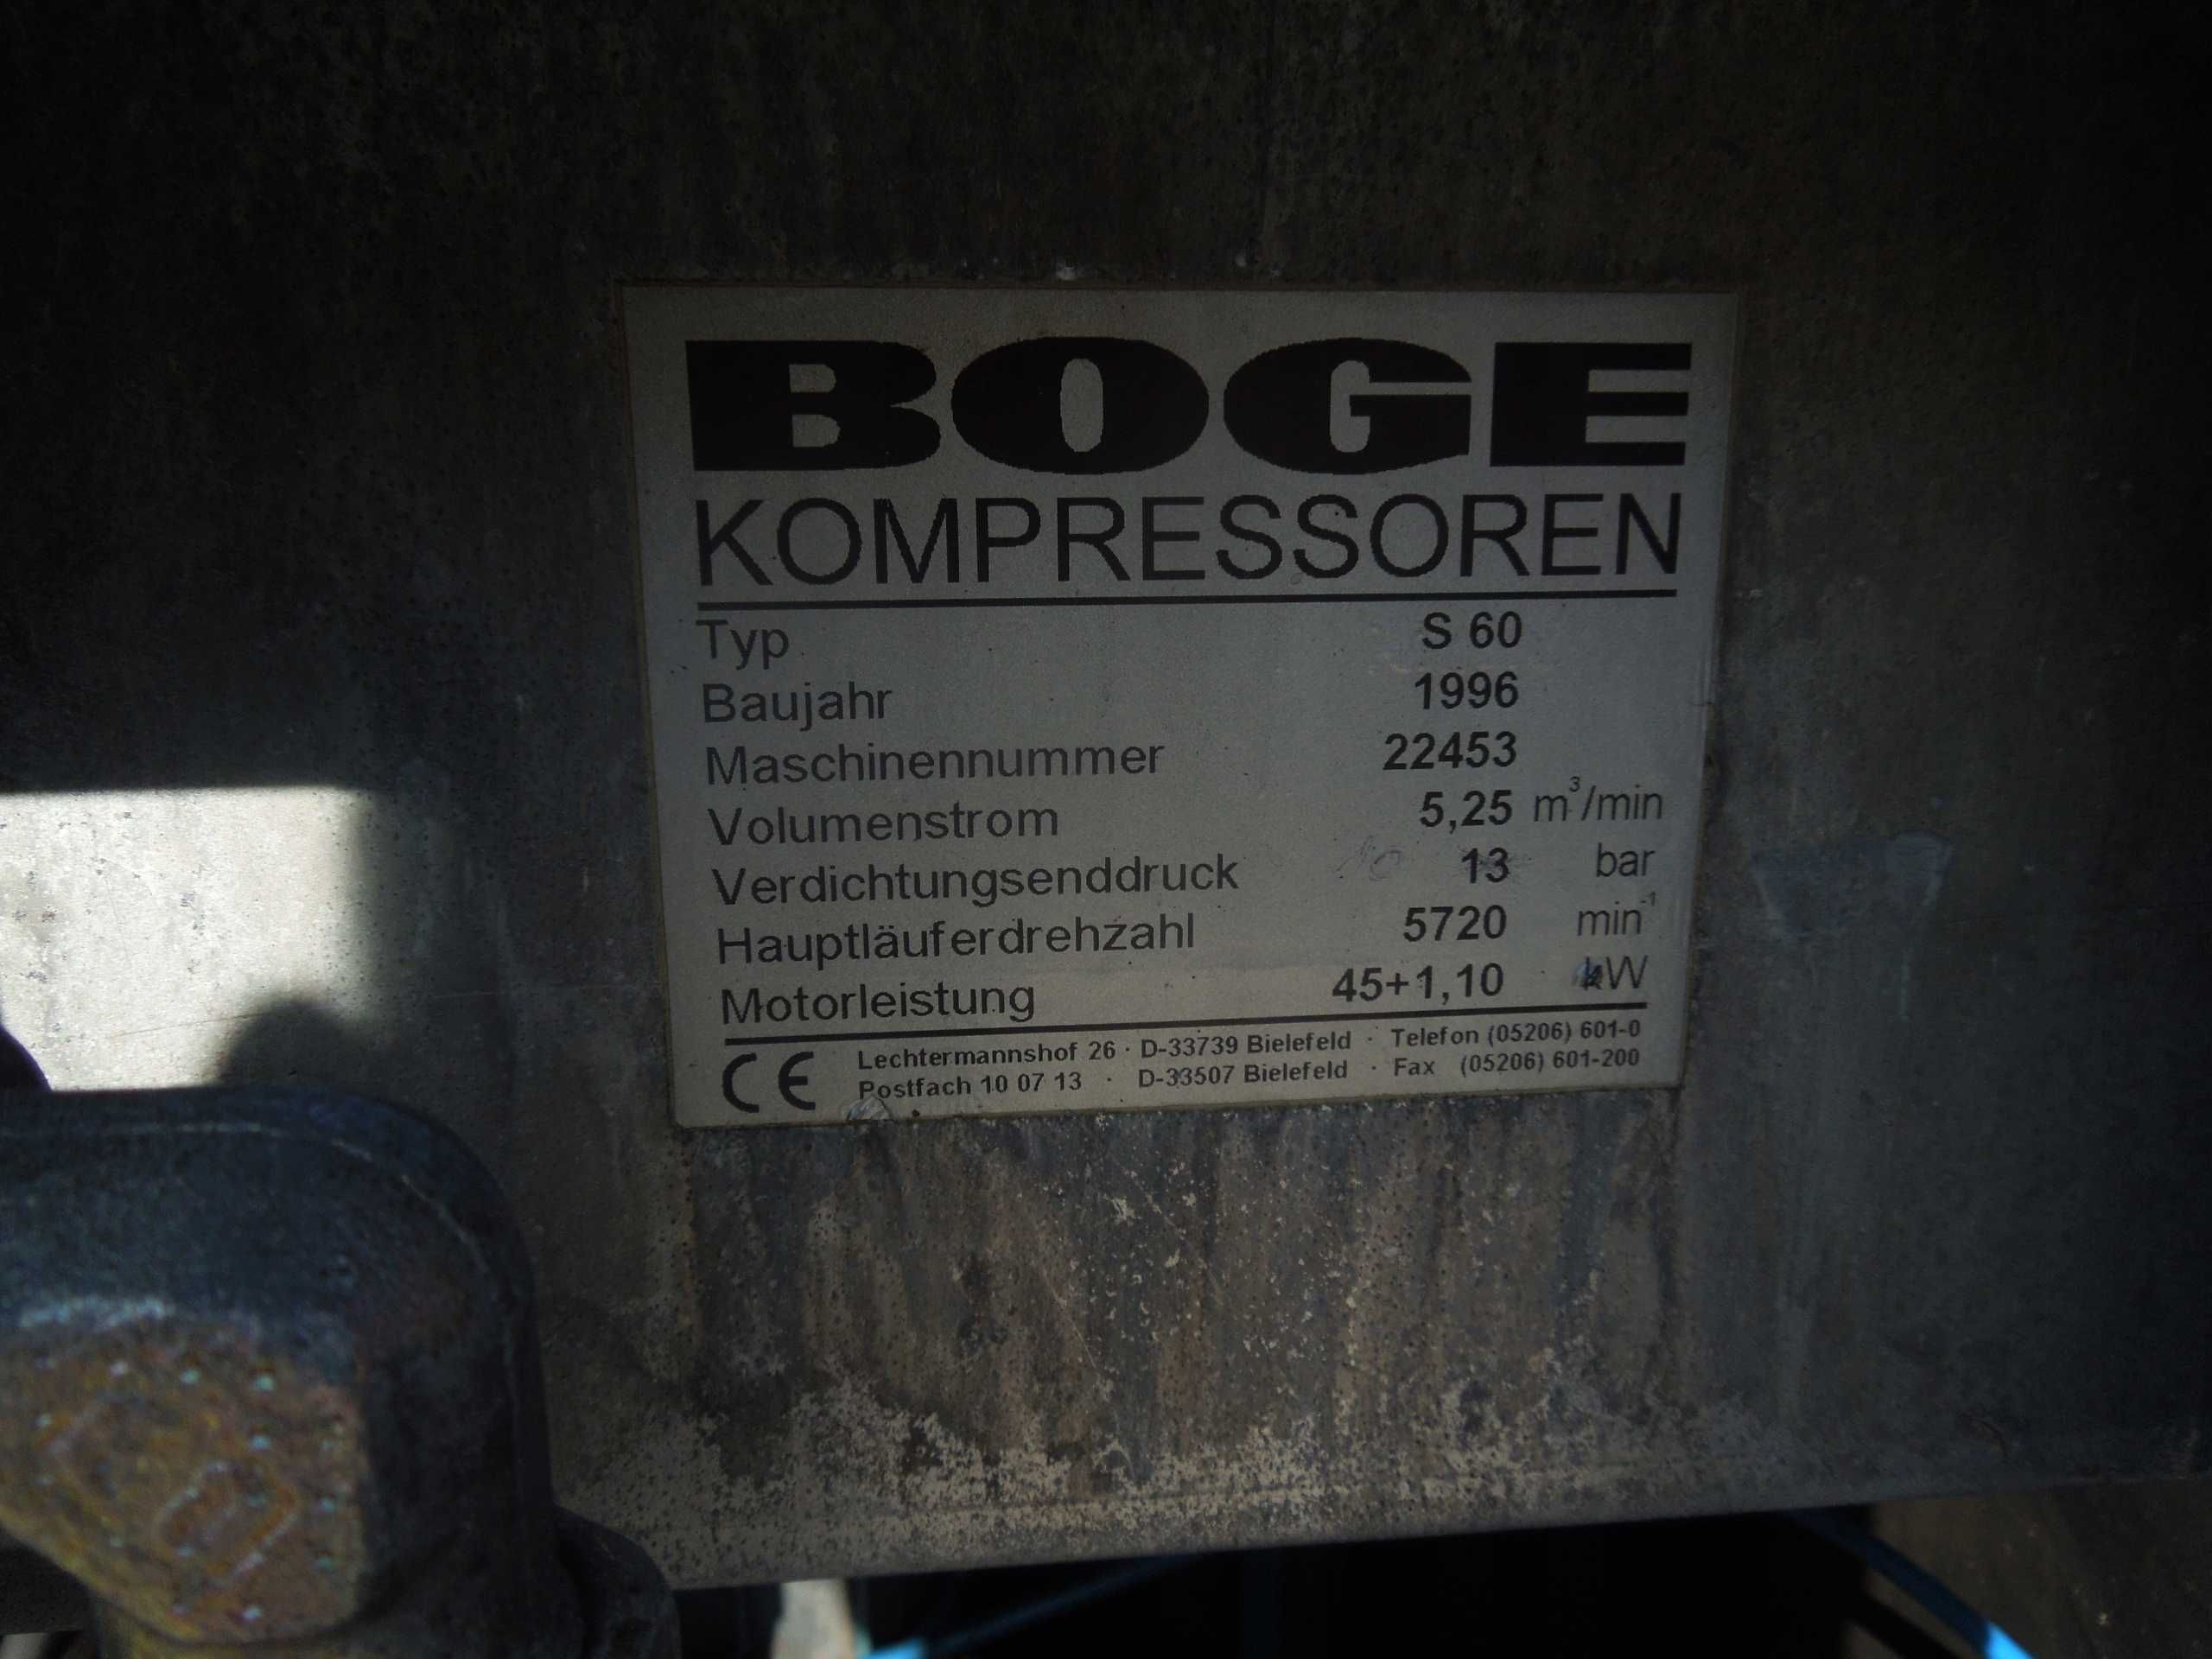 BOGE
KOMPRESSOREN
Typ S 60
Baujahr 1996
Maschinennummer 22453
Volumenstrom 5,25 m³/min
Verdichtungsenddruck 10 13 bar
Hauptläuferdrehzahl 5720 min⁻¹
Motorleistung 45+1,10 kW
CE Lechtermannshof 26 · D-33739 Bielefeld · Telefon (05206) 601-0
Postfach 10 07 13 · D-33507 Bielefeld · Fax (05206) 601-200